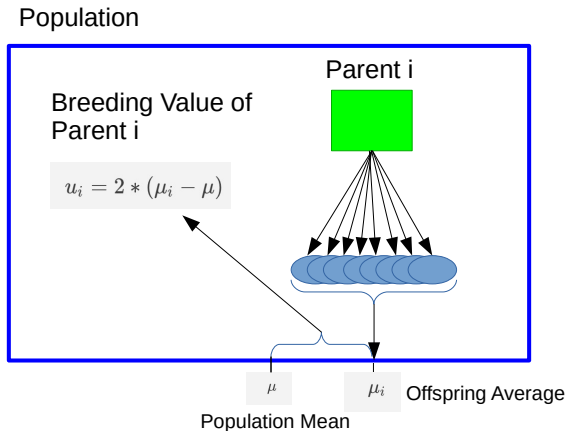 Population
Parent i
Breeding Value of
Parent i
u_i = 2 * (μ_i − μ)
μ
μ_i
Offspring Average
Population Mean